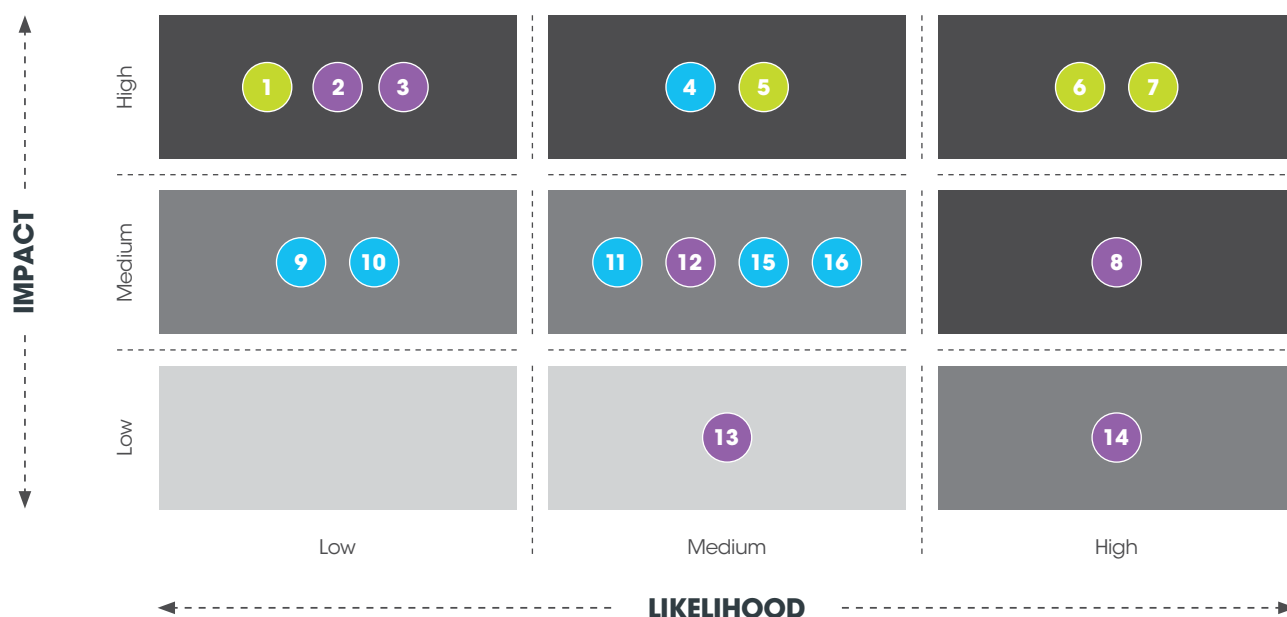 IMPACT
High
1 2 3
4 5
6 7
Medium
9 10
11 12 15 16
8
Low
13
14
Low
Medium
High
LIKELIHOOD